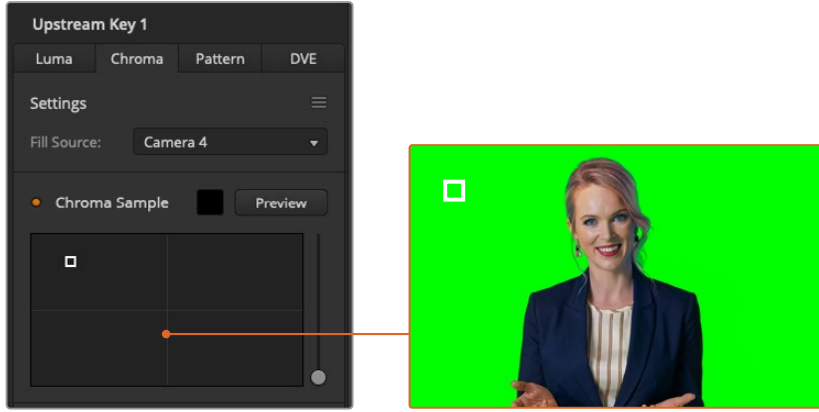 Upstream Key 1
Luma Chroma Pattern DVE
Settings
Fill Source: Camera 4
Chroma Sample Preview